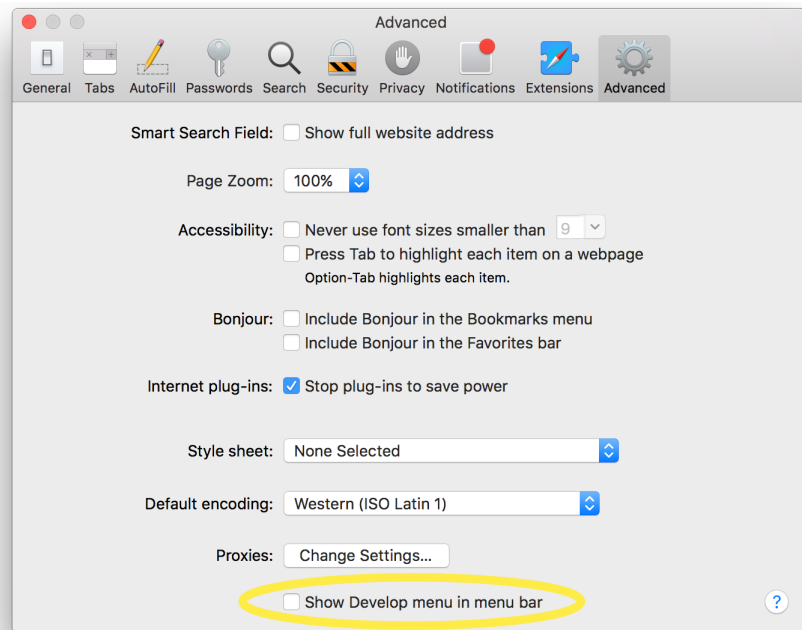 Advanced
General Tabs AutoFill Passwords Search Security Privacy Notifications Extensions Advanced
Smart Search Field: Show full website address
Page Zoom: 100%
Accessibility: Never use font sizes smaller than 9
Press Tab to highlight each item on a webpage
Option-Tab highlights each item.
Bonjour: Include Bonjour in the Bookmarks menu
Include Bonjour in the Favorites bar
Internet plug-ins: Stop plug-ins to save power
Style sheet: None Selected
Default encoding: Western (ISO Latin 1)
Proxies: Change Settings...
Show Develop menu in menu bar ?